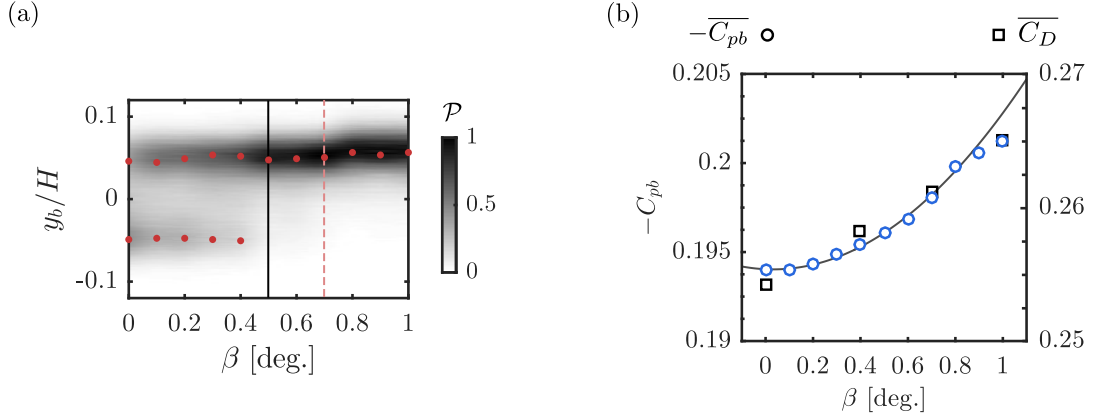 (a)
0.1
0
-0.1
y_b/H
0 0.2 0.4 0.6 0.8 1
β [deg.]
𝒫
1
0.5
0
(b)
−\overline{C_{pb}} \overline{C_D}
0.205
0.2
0.195
0.19
−C_{pb}
0.27
0.26
0.25
0 0.2 0.4 0.6 0.8 1
β [deg.]